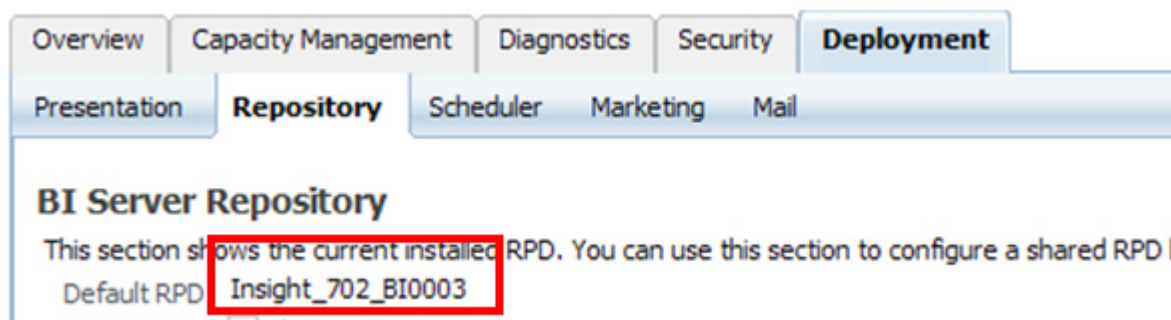 Overview Capacity Management Diagnostics Security Deployment
Presentation Repository Scheduler Marketing Mail
BI Server Repository
This section shows the current installed RPD. You can use this section to configure a shared RPD
Default RPD Insight_702_BI0003